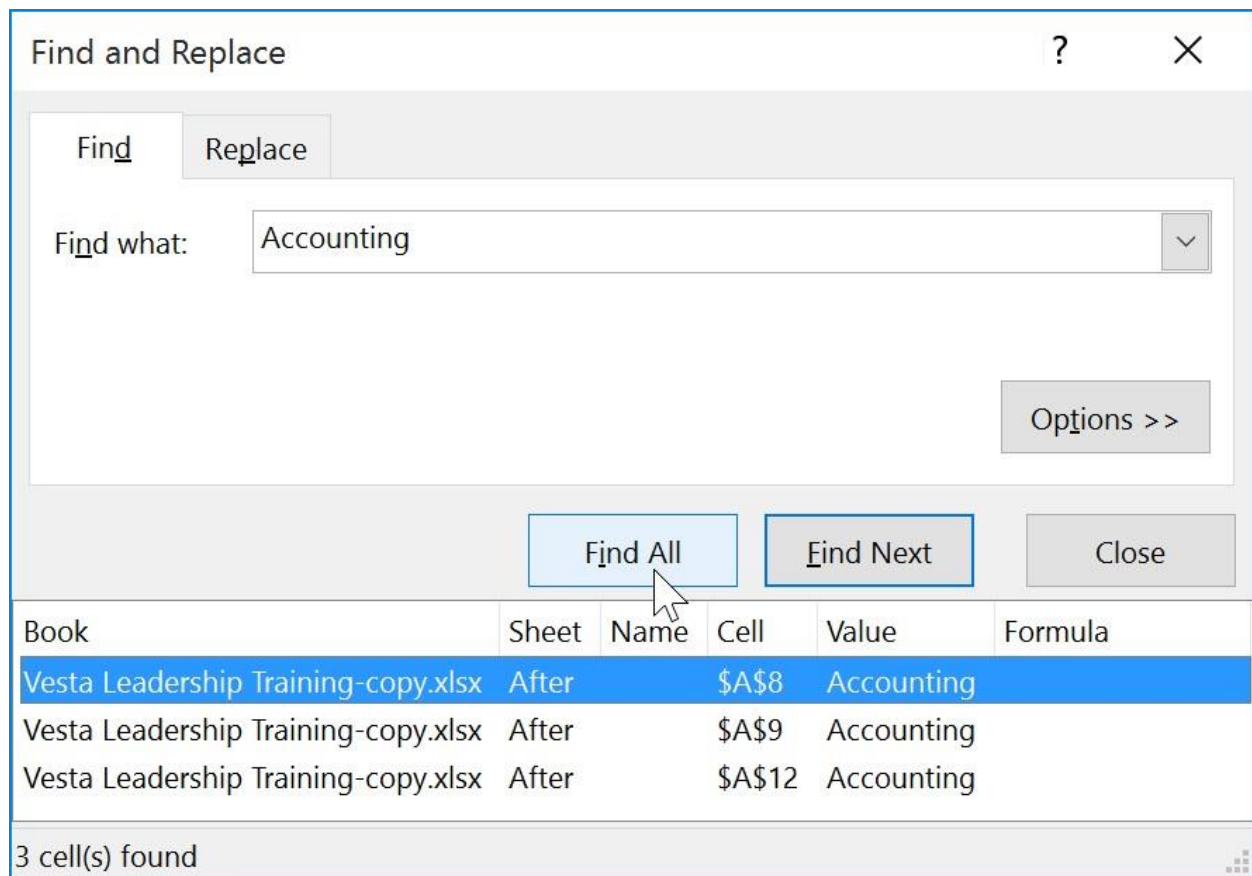 Find and Replace ?
Find Replace
Find what: Accounting
Options >>
Find All Find Next Close
Book Sheet Name Cell Value Formula
Vesta Leadership Training-copy.xlsx After $A$8 Accounting
Vesta Leadership Training-copy.xlsx After $A$9 Accounting
Vesta Leadership Training-copy.xlsx After $A$12 Accounting
3 cell(s) found